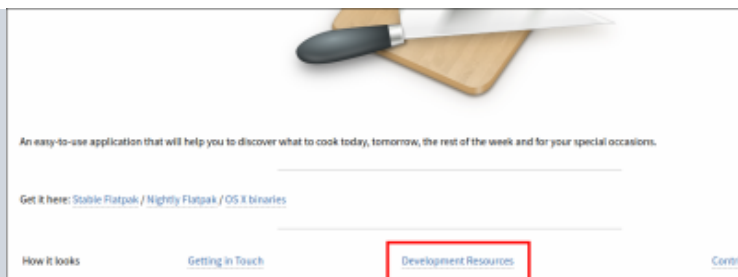 An easy-to-use application that will help you to discover what to cook today, tomorrow, the rest of the week and for your special occasions.
Get it here: Stable Flatpak / Nightly Flatpak / OS X binaries
How it looks Getting in Touch Development Resources Contri